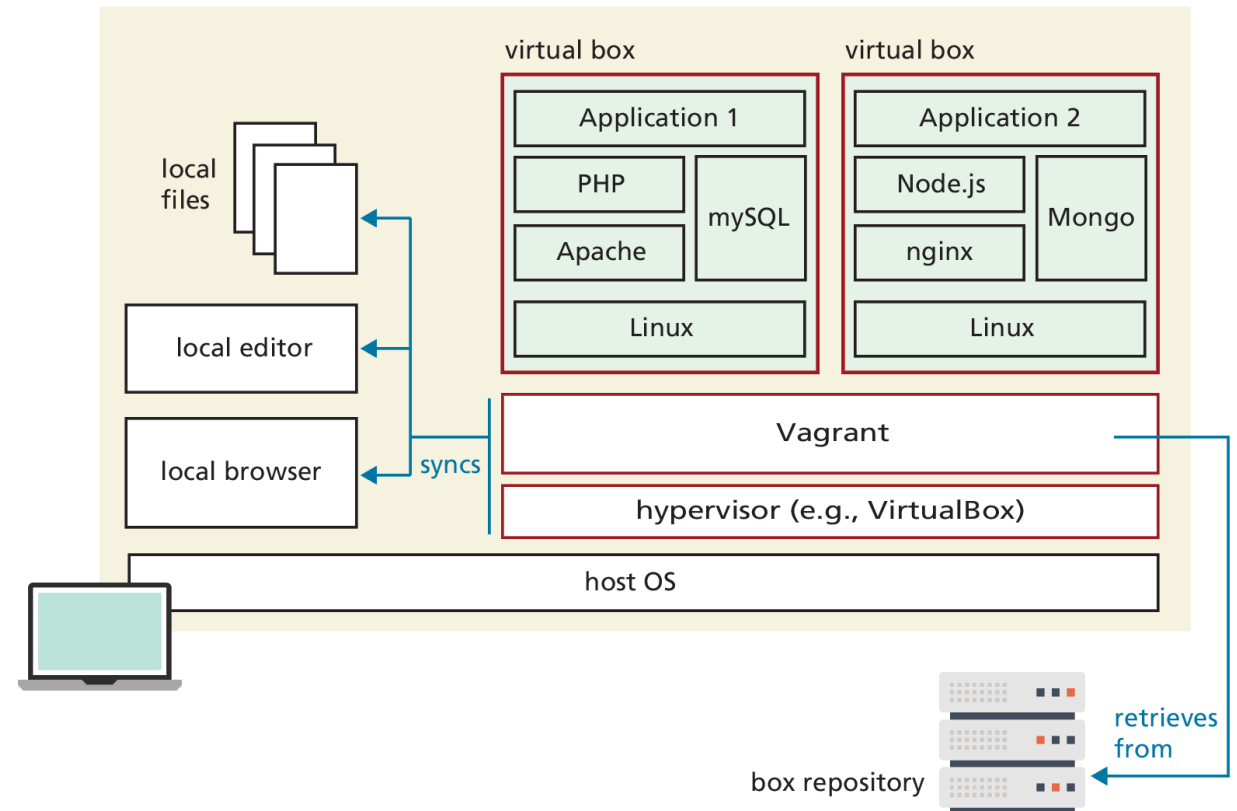 virtual box
virtual box
Application 1
Application 2
local
files
PHP
mySQL
Node.js
Mongo
Apache
nginx
Linux
Linux
local editor
Vagrant
local browser
syncs
hypervisor (e.g., VirtualBox)
host OS
retrieves
from
box repository